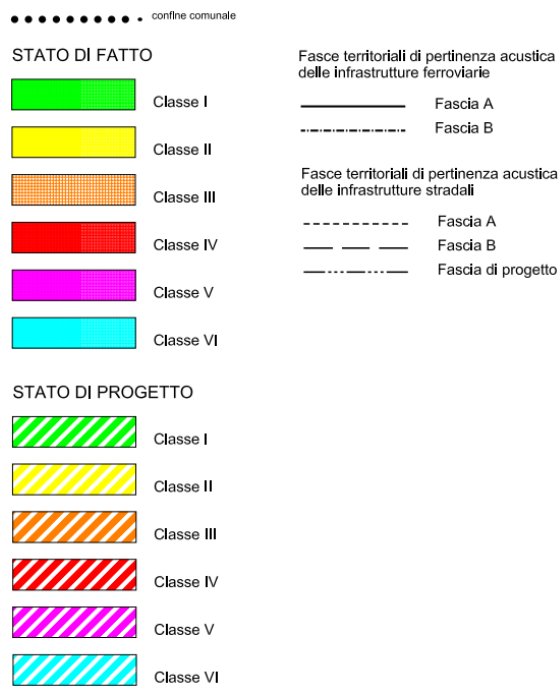 confine comunale
STATO DI FATTO
Classe I
Classe II
Classe III
Classe IV
Classe V
Classe VI
STATO DI PROGETTO
Classe I
Classe II
Classe III
Classe IV
Classe V
Classe VI
Fasce territoriali di pertinenza acustica
delle infrastrutture ferroviarie
Fascia A
Fascia B
Fasce territoriali di pertinenza acustica
delle infrastrutture stradali
Fascia A
Fascia B
Fascia di progetto